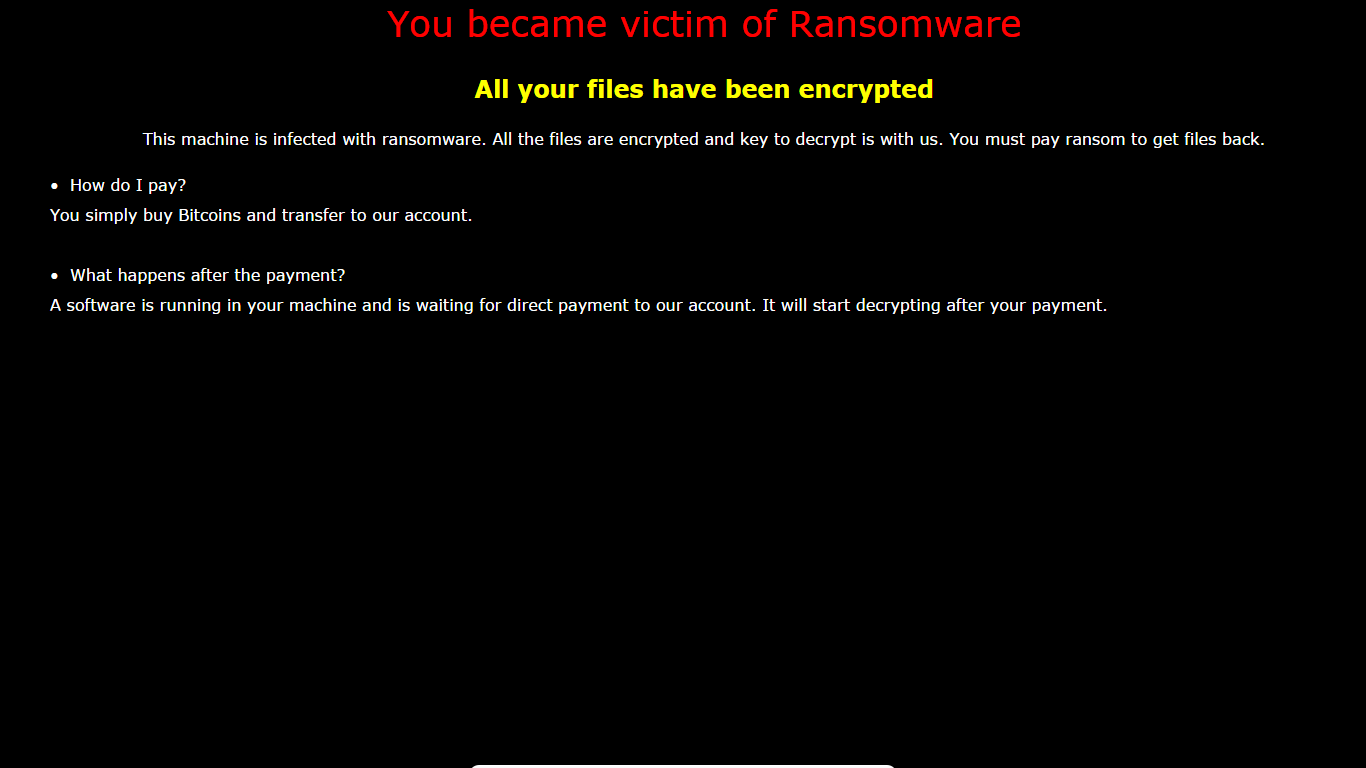 You became victim of Ransomware
All your files have been encrypted
This machine is infected with ransomware. All the files are encrypted and key to decrypt is with us. You must pay ransom to get files back.
• How do I pay?
You simply buy Bitcoins and transfer to our account.
• What happens after the payment?
A software is running in your machine and is waiting for direct payment to our account. It will start decrypting after your payment.